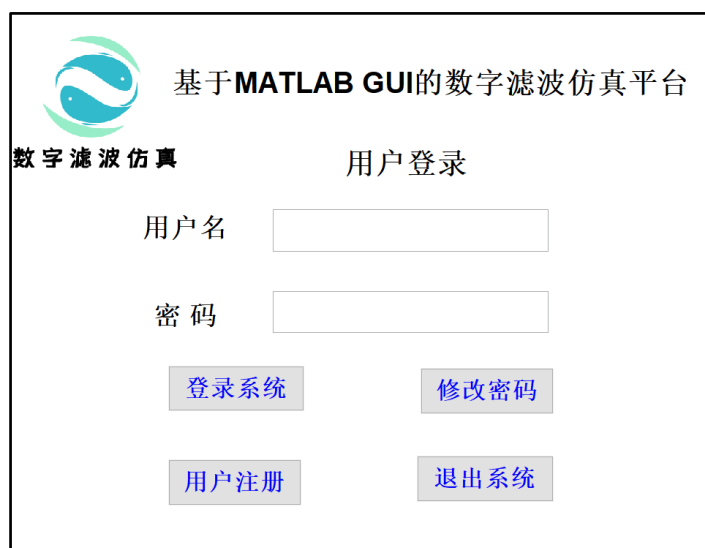 基于MATLAB GUI的数字滤波仿真平台
数字滤波仿真
用户登录
用户名
密 码
登录系统
修改密码
用户注册
退出系统